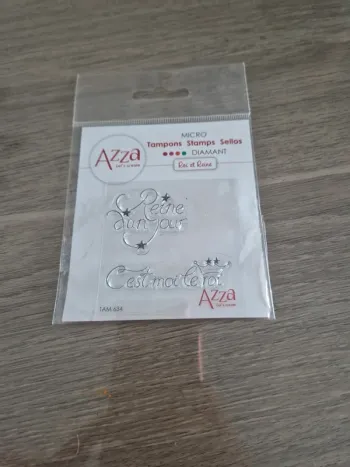 MICRO
Tampons Stamps Sellos
DIAMANT
Azza
Roi et Reine
Reine
d'un jour
C'est moi le roi
Azza
TAM-624